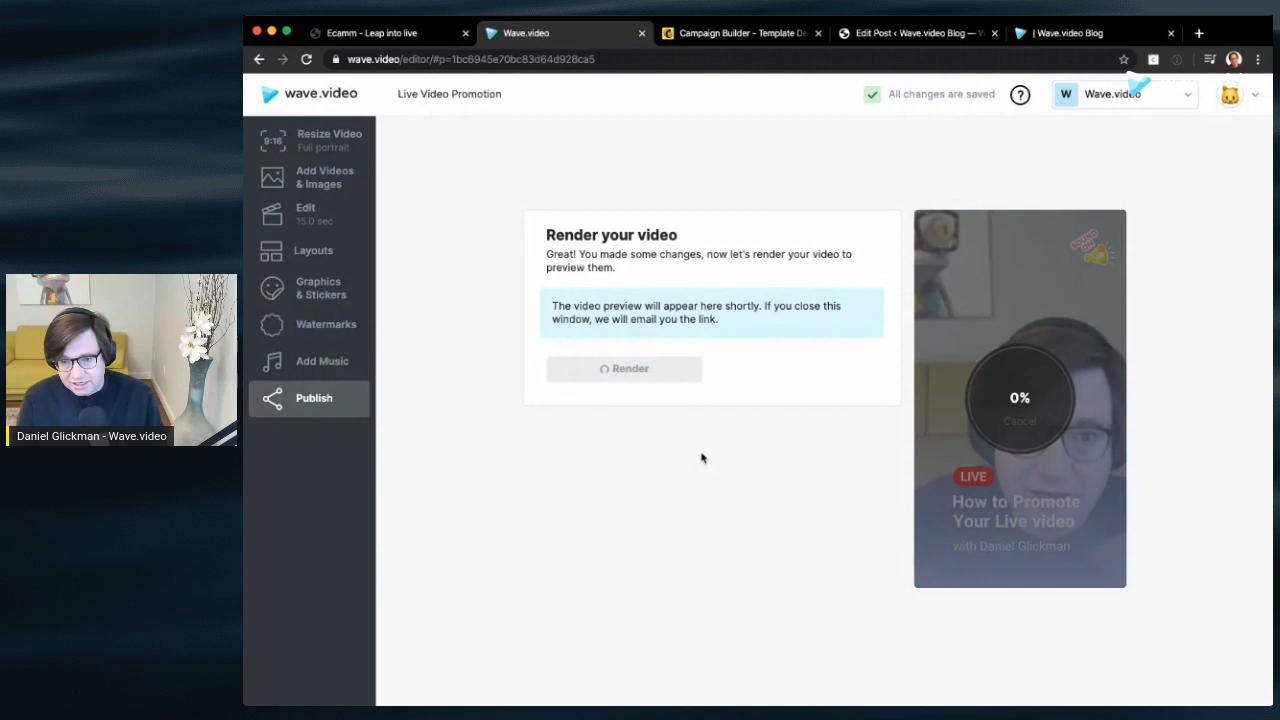 Ecamm - Leap into live
Wave.video
Campaign Builder - Template De
Edit Post ‹ Wave.video Blog —
| Wave.video Blog
wave.video/editor/#p=1bc6945e70bc83d64d928ca5
wave.video
Live Video Promotion
All changes are saved
?
W Wave.video
9:16
Resize Video
Full portrait
Add Videos
& Images
Edit
15.0 sec
Layouts
Graphics
& Stickers
Watermarks
Add Music
Publish
Render your video
Great! You made some changes, now let's render your video to
preview them.
The video preview will appear here shortly. If you close this
window, we will email you the link.
Render
0%
Cancel
LIVE
How to Promote
Your Live video
with Daniel Glickman
Daniel Glickman - Wave.video